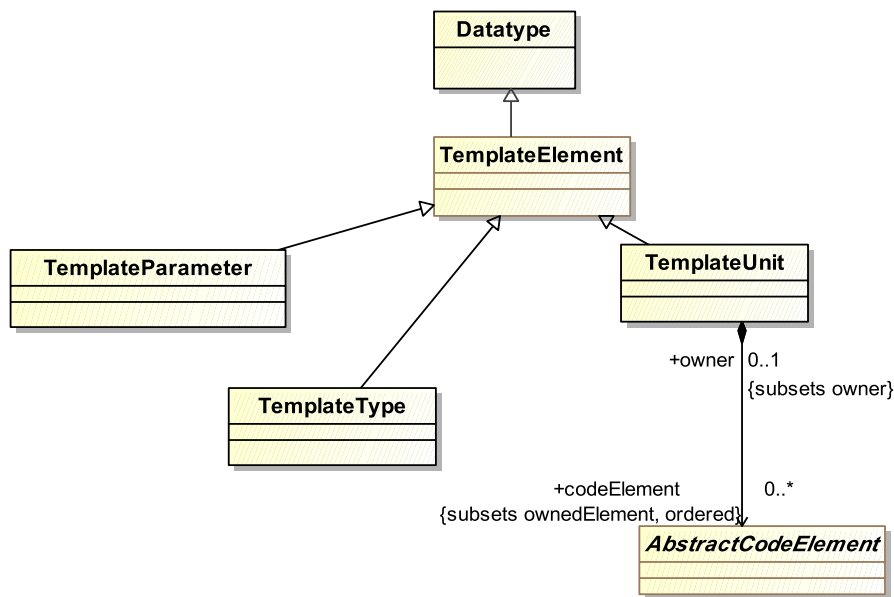 Datatype
TemplateElement
TemplateParameter
TemplateUnit
+owner 0..1
{subsets owner}
TemplateType
+codeElement 0..*
{subsets ownedElement, ordered}
AbstractCodeElement